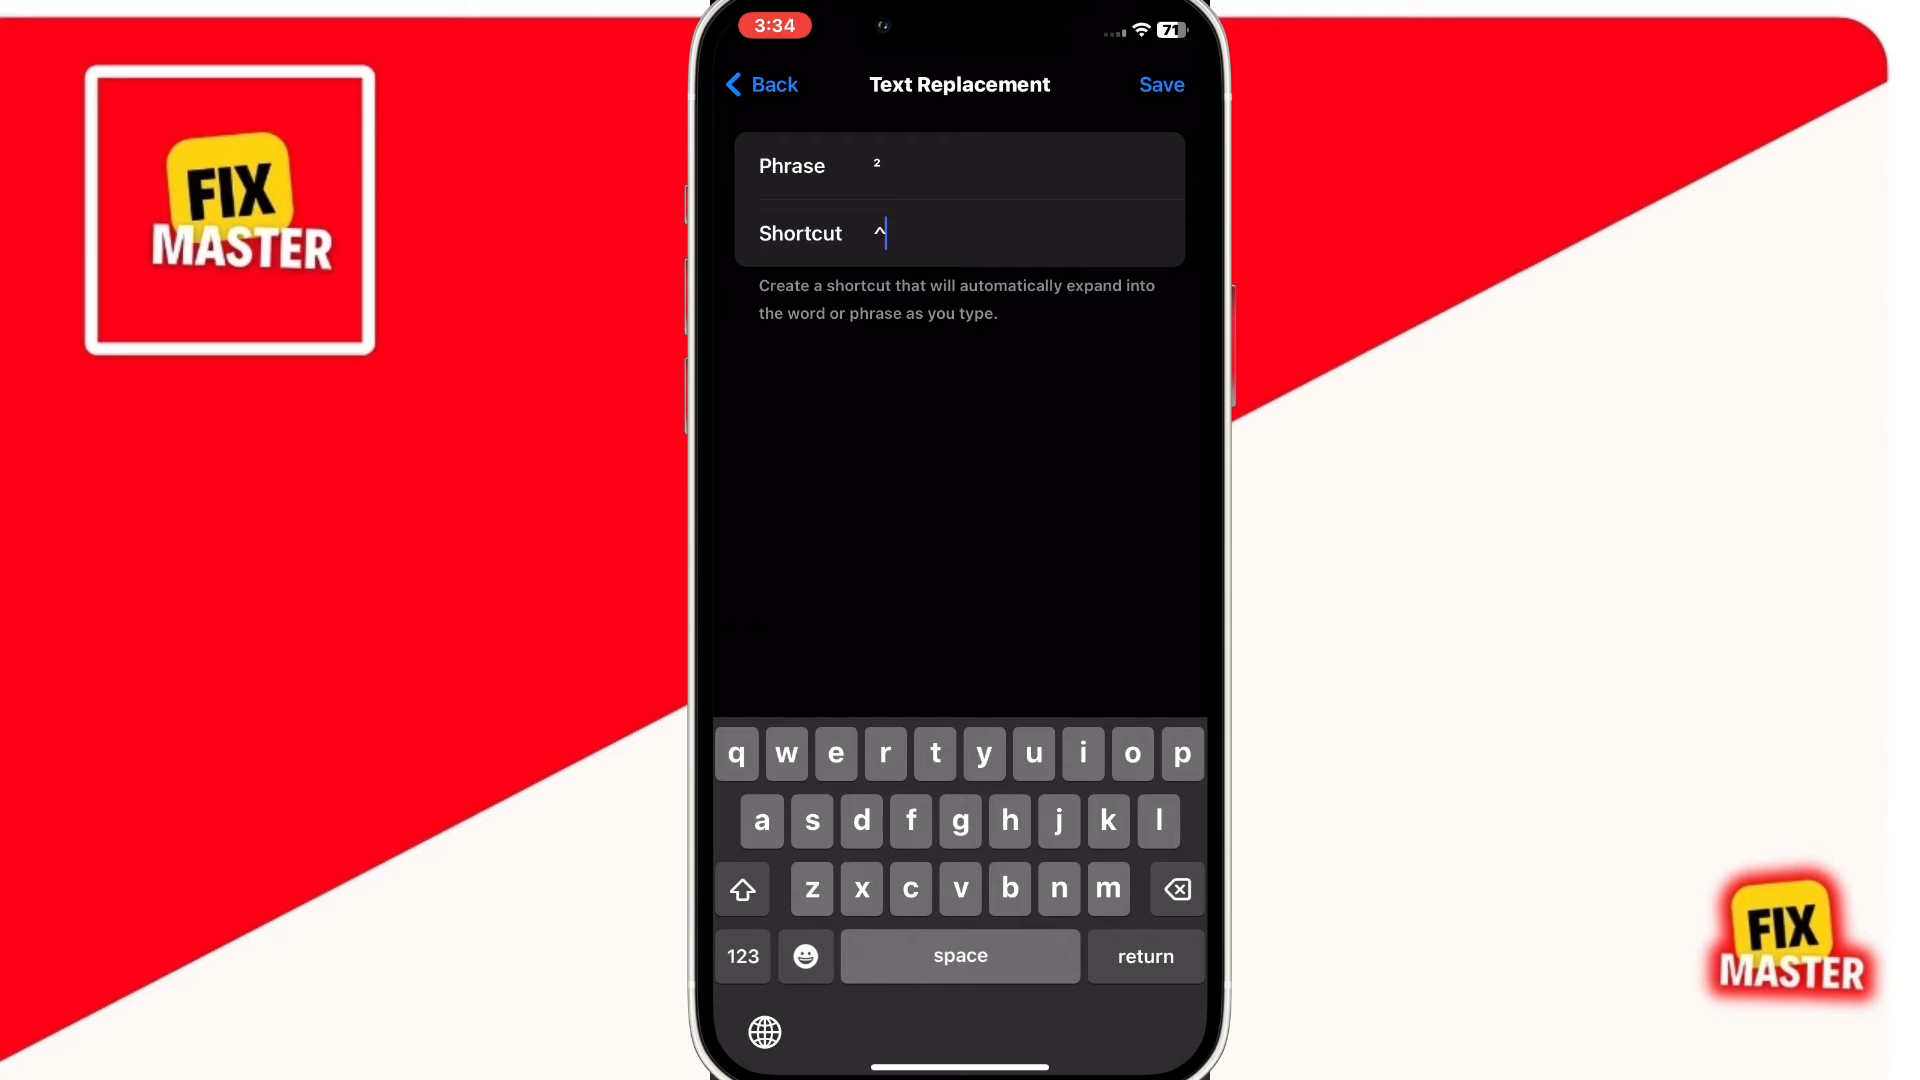 3:34
71
Back
Text Replacement
Save
Phrase ²
Shortcut ^
Create a shortcut that will automatically expand into
the word or phrase as you type.
FIX
MASTER
q w e r t y u i o p
a s d f g h j k l
z x c v b n m
123 space return
FIX
MASTER